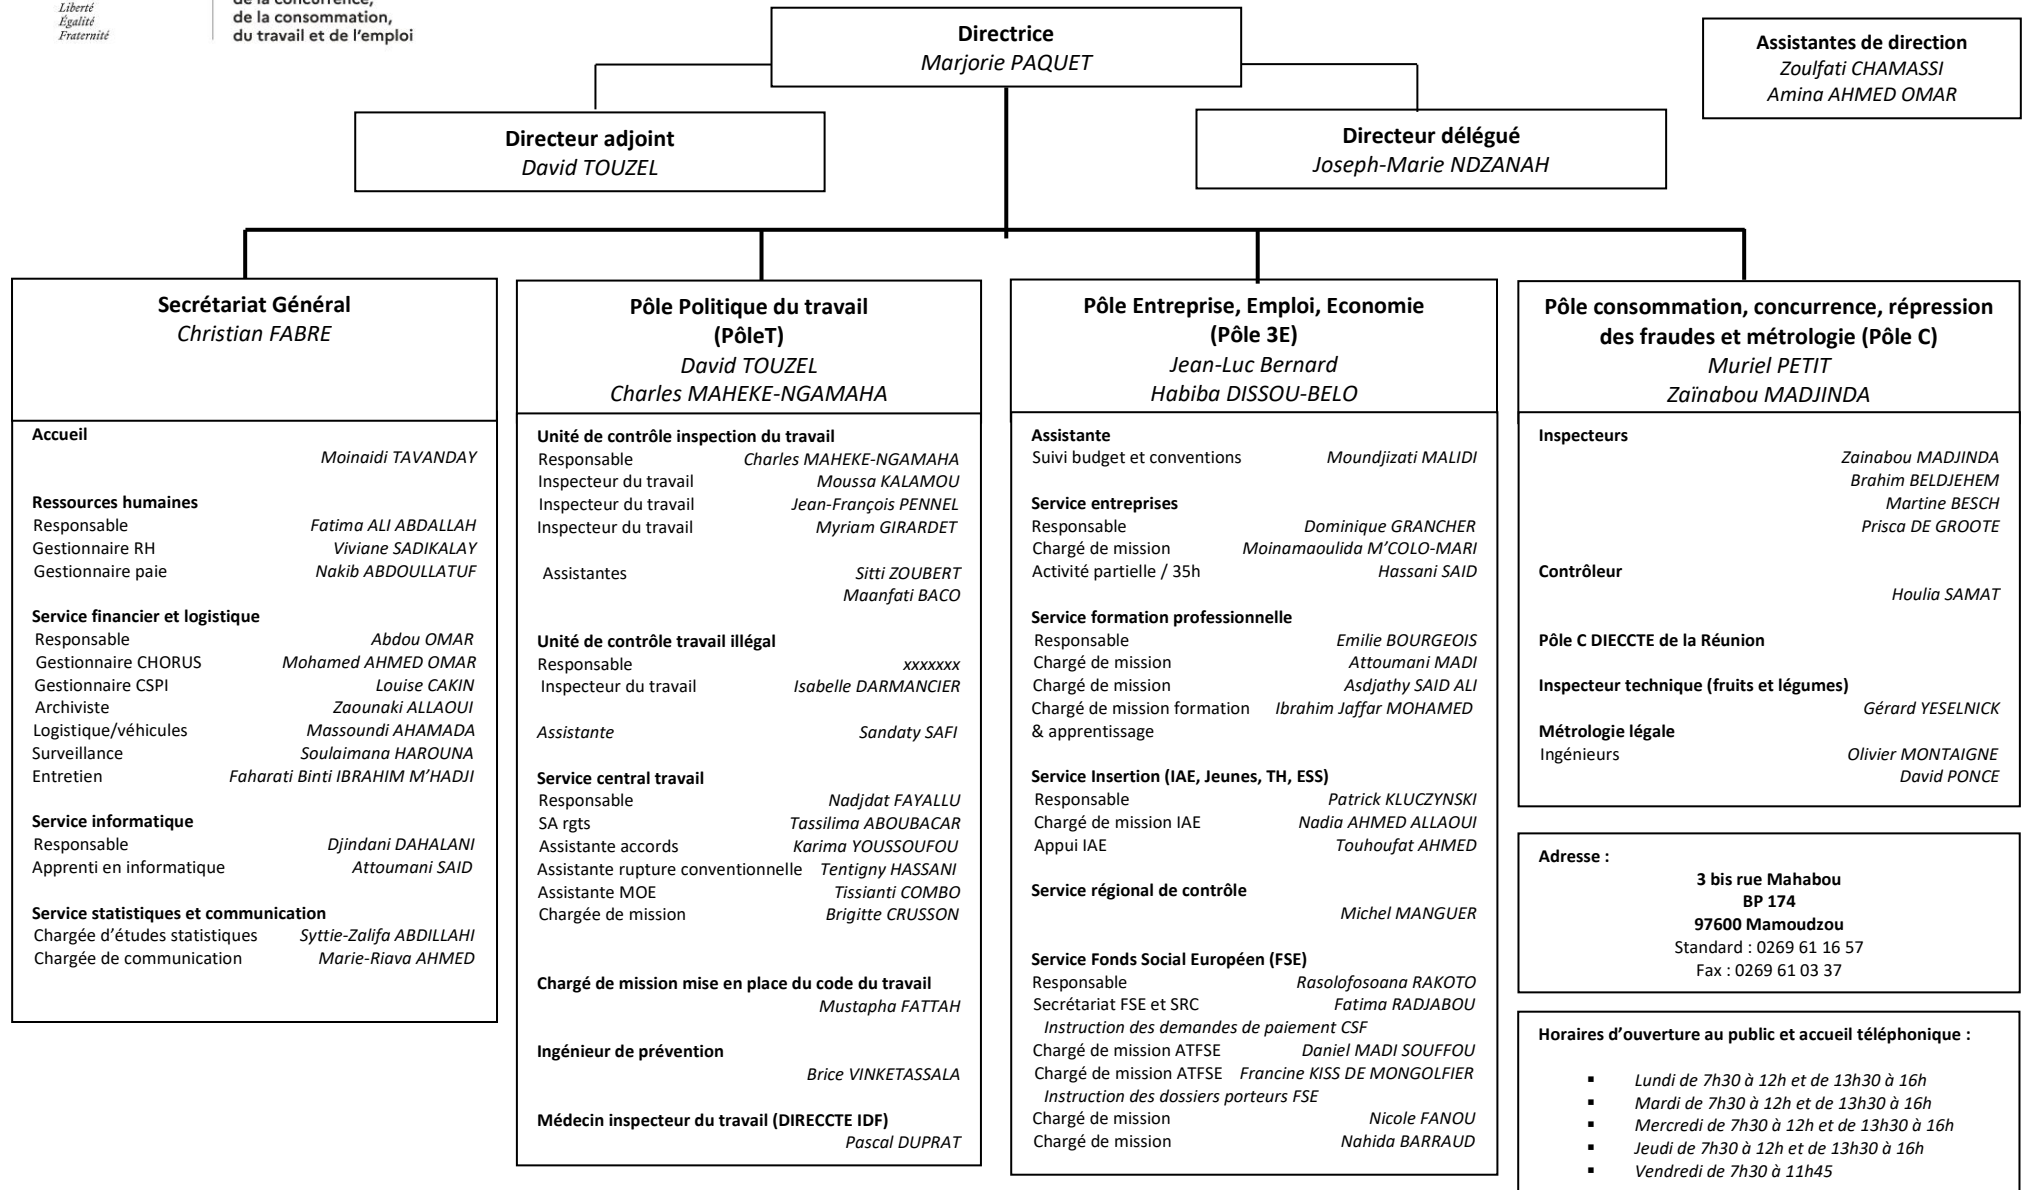 Liberté
Égalité
Fraternité
de la concurrence,
de la consommation,
du travail et de l'emploi
Directrice
Marjorie PAQUET
Assistantes de direction
Zoulfati CHAMASSI
Amina AHMED OMAR
Directeur adjoint
David TOUZEL
Directeur délégué
Joseph-Marie NDZANAH
Secrétariat Général
Christian FABRE
Accueil
Moinaidi TAVANDAY
Ressources humaines
Responsable Fatima ALI ABDALLAH
Gestionnaire RH Viviane SADIKALAY
Gestionnaire paie Nakib ABDOULLATUF
Service financier et logistique
Responsable Abdou OMAR
Gestionnaire CHORUS Mohamed AHMED OMAR
Gestionnaire CSPI Louise CAKIN
Archiviste Zaounaki ALLAOUI
Logistique/véhicules Massoundi AHAMADA
Surveillance Soulaimana HAROUNA
Entretien Faharati Binti IBRAHIM M'HADJI
Service informatique
Responsable Djindani DAHALANI
Apprenti en informatique Attoumani SAID
Service statistiques et communication
Chargée d'études statistiques Syttie-Zalifa ABDILLAHI
Chargée de communication Marie-Riava AHMED
Pôle Politique du travail
(PôleT)
David TOUZEL
Charles MAHEKE-NGAMAHA
Unité de contrôle inspection du travail
Responsable Charles MAHEKE-NGAMAHA
Inspecteur du travail Moussa KALAMOU
Inspecteur du travail Jean-François PENNEL
Inspecteur du travail Myriam GIRARDET
Assistantes Sitti ZOUBERT
Maanfati BACO
Unité de contrôle travail illégal
Responsable xxxxxxx
Inspecteur du travail Isabelle DARMANCIER
Assistante Sandaty SAFI
Service central travail
Responsable Nadjdat FAYALLU
SA rgts Tassilima ABOUBACAR
Assistante accords Karima YOUSSOUFOU
Assistante rupture conventionnelle Tentigny HASSANI
Assistante MOE Tissianti COMBO
Chargée de mission Brigitte CRUSSON
Chargé de mission mise en place du code du travail
Mustapha FATTAH
Ingénieur de prévention
Brice VINKETASSALA
Médecin inspecteur du travail (DIRECCTE IDF)
Pascal DUPRAT
Pôle Entreprise, Emploi, Economie
(Pôle 3E)
Jean-Luc Bernard
Habiba DISSOU-BELO
Assistante
Suivi budget et conventions Moundjizati MALIDI
Service entreprises
Responsable Dominique GRANCHER
Chargé de mission Moinamaoulida M'COLO-MARI
Activité partielle / 35h Hassani SAID
Service formation professionnelle
Responsable Emilie BOURGEOIS
Chargé de mission Attoumani MADI
Chargé de mission Asdjathy SAID ALI
Chargé de mission formation Ibrahim Jaffar MOHAMED
& apprentissage
Service Insertion (IAE, Jeunes, TH, ESS)
Responsable Patrick KLUCZYNSKI
Chargé de mission IAE Nadia AHMED ALLAOUI
Appui IAE Touhoufat AHMED
Service régional de contrôle
Michel MANGUER
Service Fonds Social Européen (FSE)
Responsable Rasolofosoana RAKOTO
Secrétariat FSE et SRC Fatima RADJABOU
Instruction des demandes de paiement CSF
Chargé de mission ATFSE Daniel MADI SOUFFOU
Chargé de mission ATFSE Francine KISS DE MONGOLFIER
Instruction des dossiers porteurs FSE
Chargé de mission Nicole FANOU
Chargé de mission Nahida BARRAUD
Pôle consommation, concurrence, répression
des fraudes et métrologie (Pôle C)
Muriel PETIT
Zaïnabou MADJINDA
Inspecteurs
Zainabou MADJINDA
Brahim BELDJEHEM
Martine BESCH
Prisca DE GROOTE
Contrôleur
Houlia SAMAT
Pôle C DIECCTE de la Réunion
Inspecteur technique (fruits et légumes)
Gérard YESELNICK
Métrologie légale
Ingénieurs Olivier MONTAIGNE
David PONCE
Adresse :
3 bis rue Mahabou
BP 174
97600 Mamoudzou
Standard : 0269 61 16 57
Fax : 0269 61 03 37
Horaires d'ouverture au public et accueil téléphonique :
▪ Lundi de 7h30 à 12h et de 13h30 à 16h
▪ Mardi de 7h30 à 12h et de 13h30 à 16h
▪ Mercredi de 7h30 à 12h et de 13h30 à 16h
▪ Jeudi de 7h30 à 12h et de 13h30 à 16h
▪ Vendredi de 7h30 à 11h45